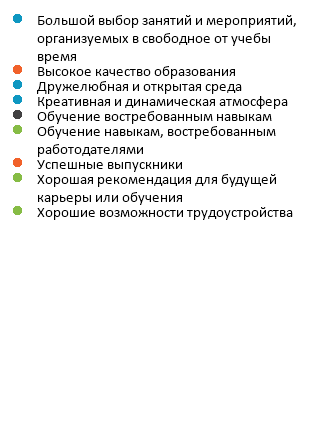 Большой выбор занятий и мероприятий,
организуемых в свободное от учебы
время
Высокое качество образования
Дружелюбная и открытая среда
Креативная и динамическая атмосфера
Обучение востребованным навыкам
Обучение навыкам, востребованным
работодателями
Успешные выпускники
Хорошая рекомендация для будущей
карьеры или обучения
Хорошие возможности трудоустройства